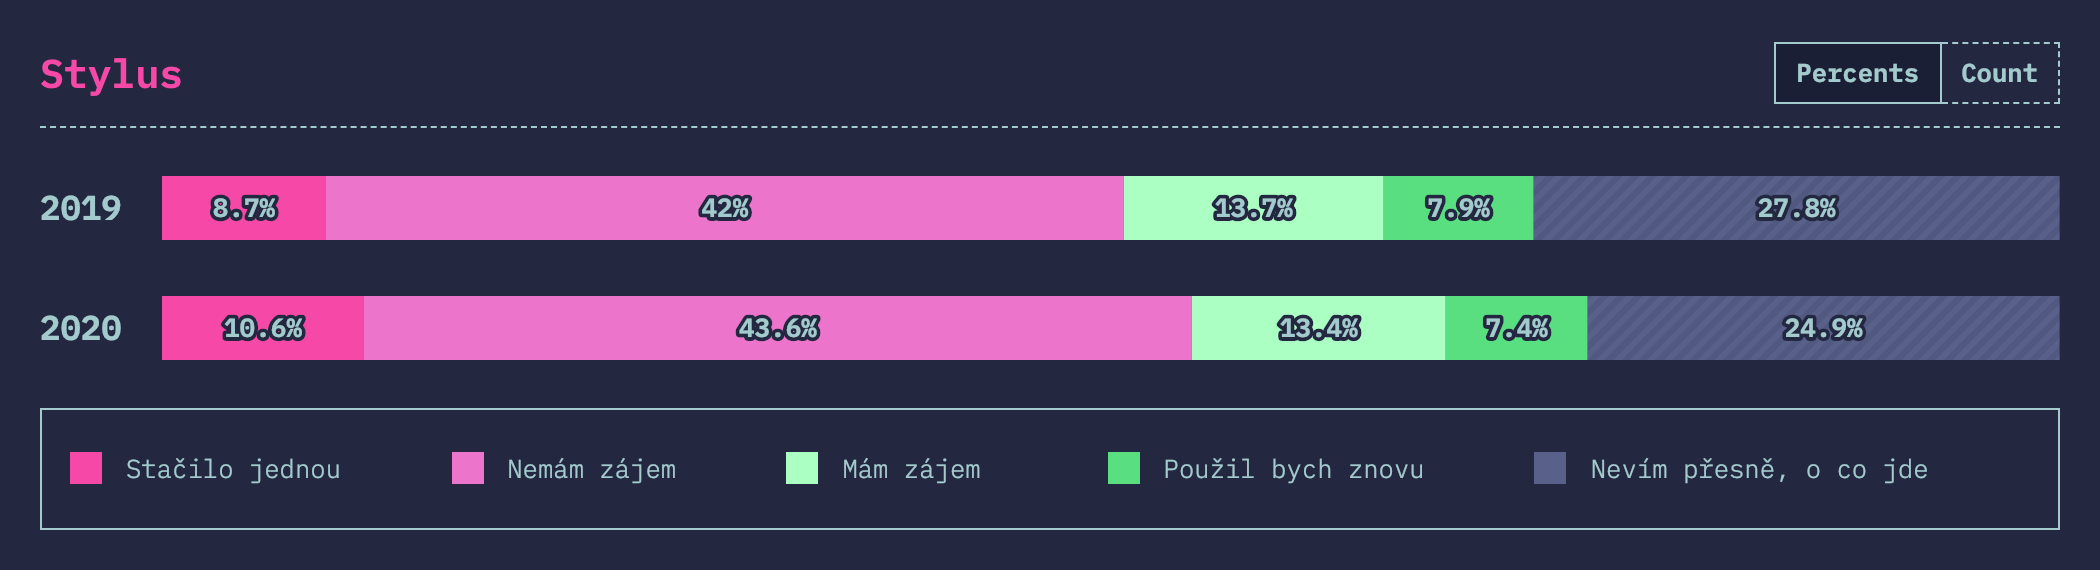 Stylus
Percents Count
2019 8.7% 42% 13.7% 7.9% 27.8%
2020 10.6% 43.6% 13.4% 7.4% 24.9%
Stačilo jednou Nemám zájem Mám zájem Použil bych znovu Nevím přesně, o co jde